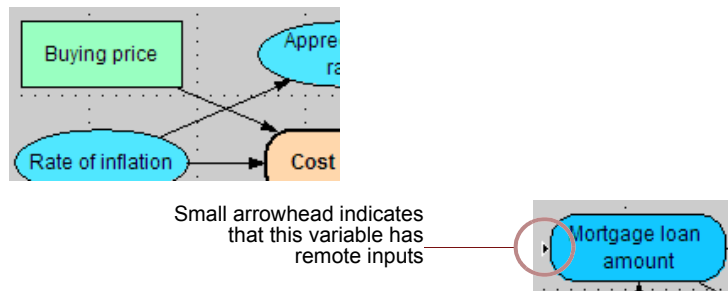 Buying price
Rate of inflation
Cost
Small arrowhead indicates
that this variable has
remote inputs
Mortgage loan
amount